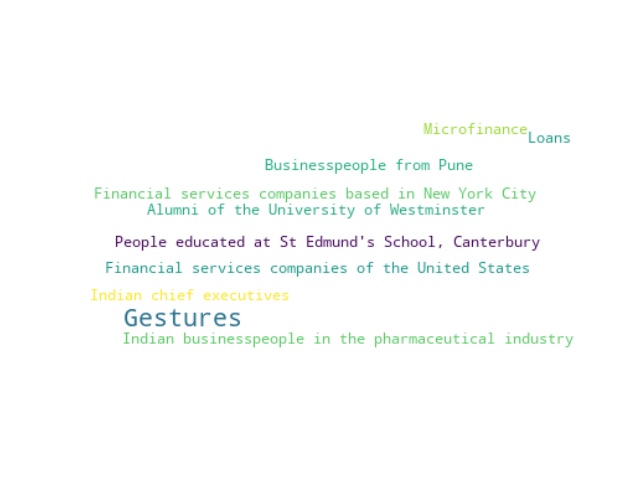 Microfinance
Loans
Businesspeople from Pune
Financial services companies based in New York City
Alumni of the University of Westminster
People educated at St Edmund's School, Canterbury
Financial services companies of the United States
Indian chief executives
Gestures
Indian businesspeople in the pharmaceutical industry